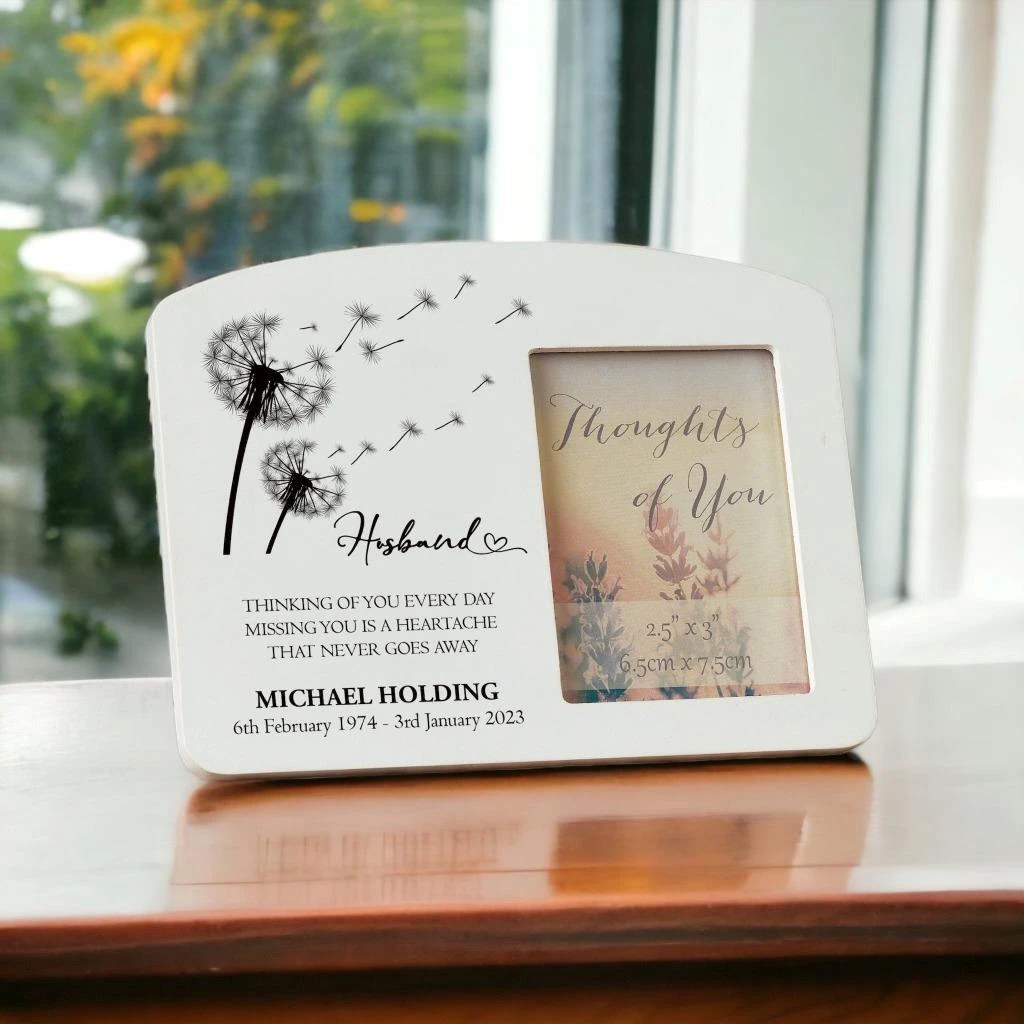 Husband
THINKING OF YOU EVERY DAY
MISSING YOU IS A HEARTACHE
THAT NEVER GOES AWAY
MICHAEL HOLDING
6th February 1974 - 3rd January 2023
Thoughts
of You
2.5” x 3”
6.5cm x 7.5cm